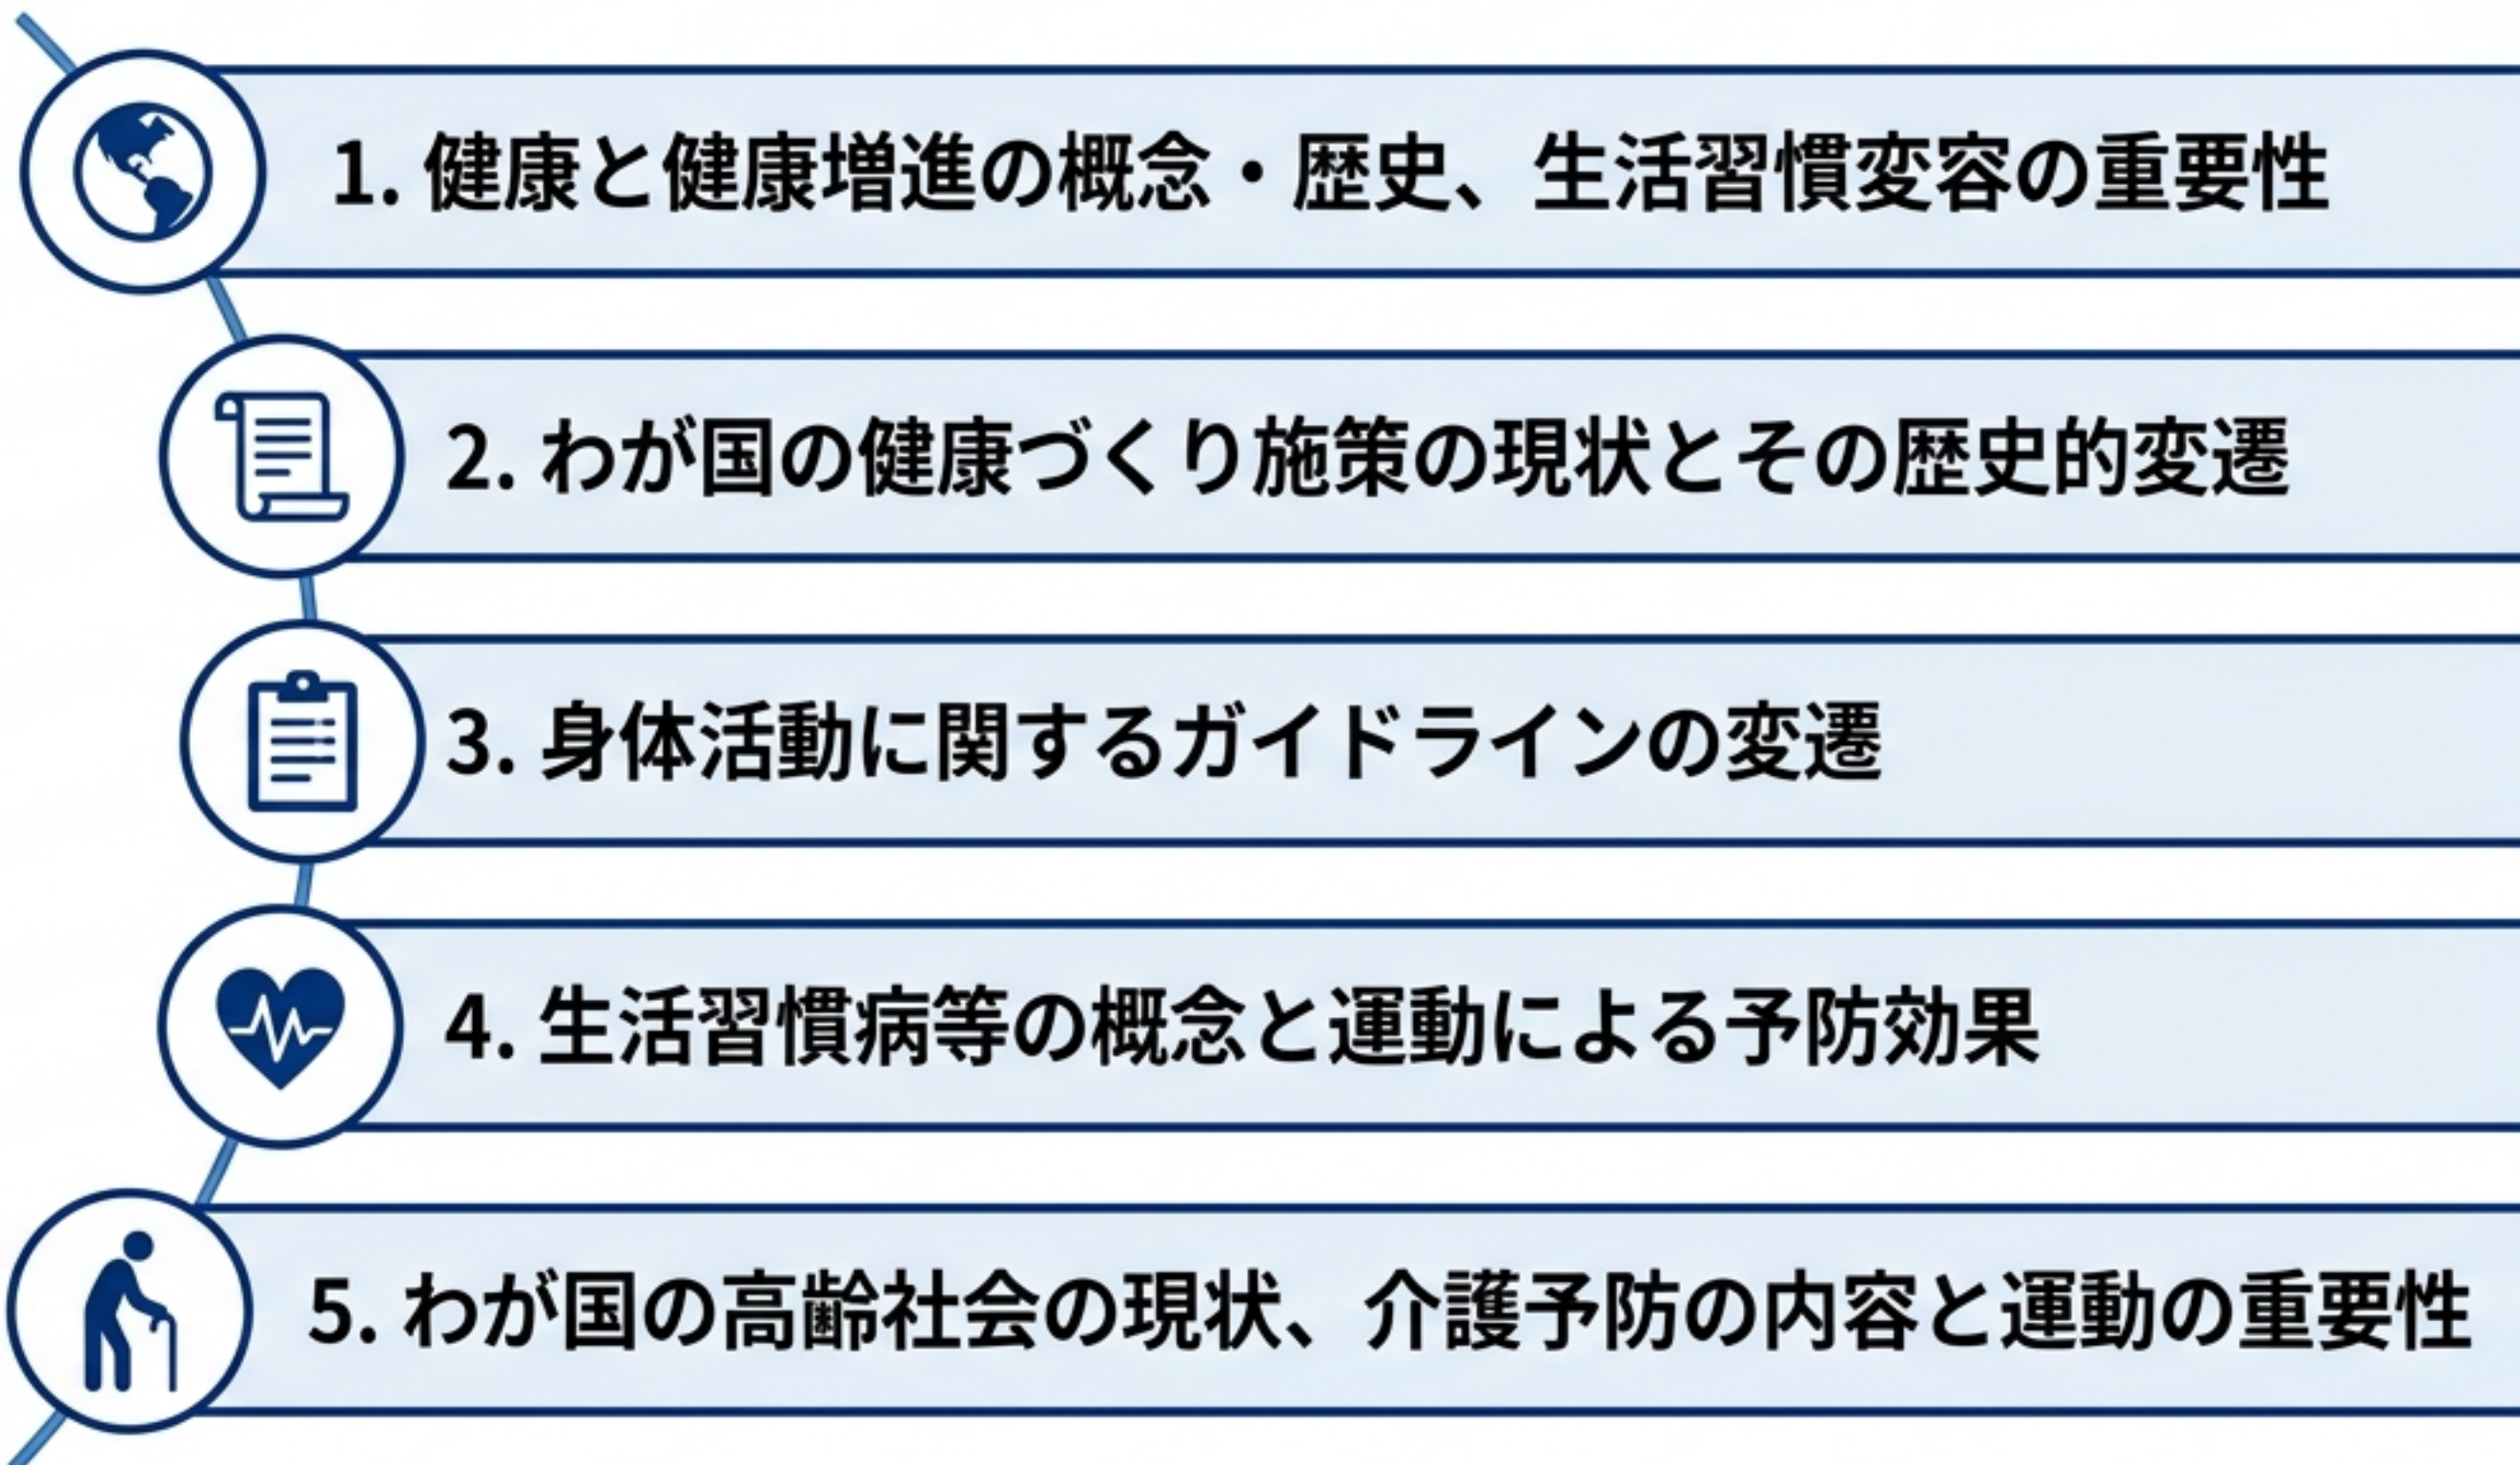 1. 健康と健康増進の概念・歴史、生活習慣変容の重要性
2. わが国の健康づくり施策の現状とその歴史的変遷
3. 身体活動に関するガイドラインの変遷
4. 生活習慣病等の概念と運動による予防効果
5. わが国の高齢社会の現状、介護予防の内容と運動の重要性